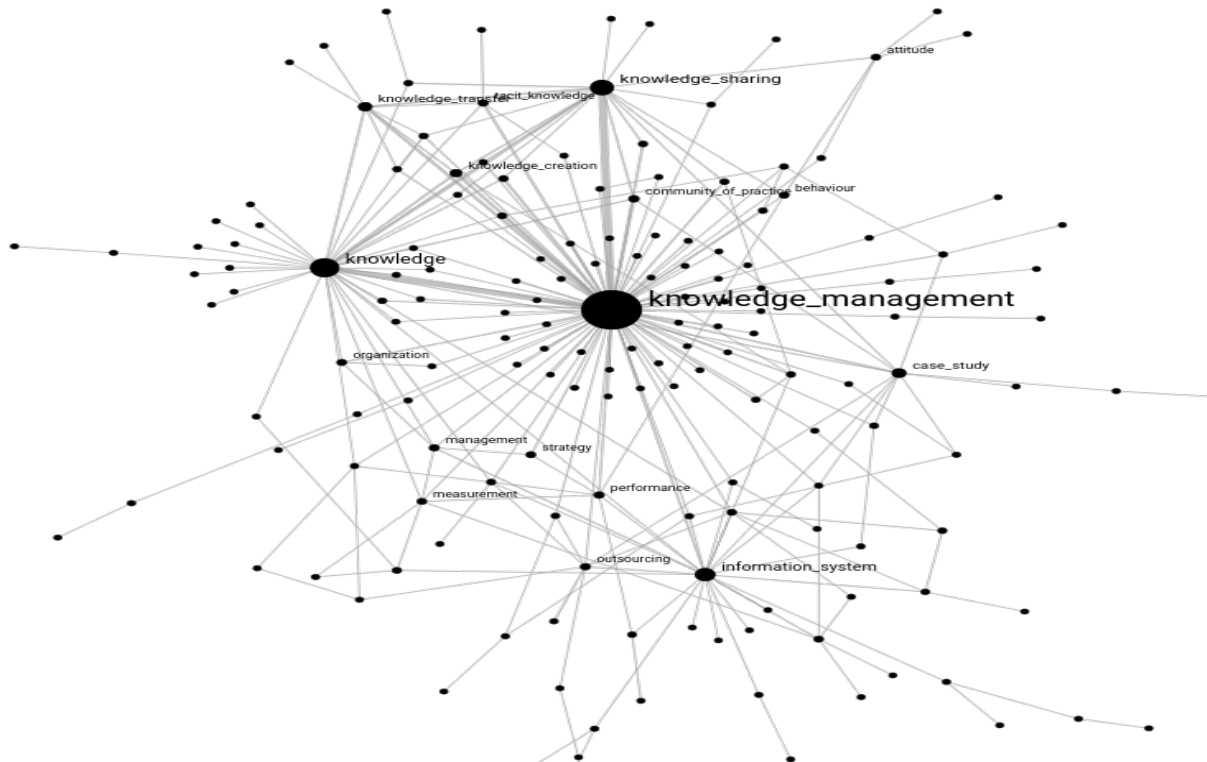 attitude
knowledge_sharing
knowledge_transfer
tacit_knowledge
knowledge_creation
community_of_practice
behaviour
knowledge
knowledge_management
organization
case_study
management
strategy
measurement
performance
outsourcing
information_system